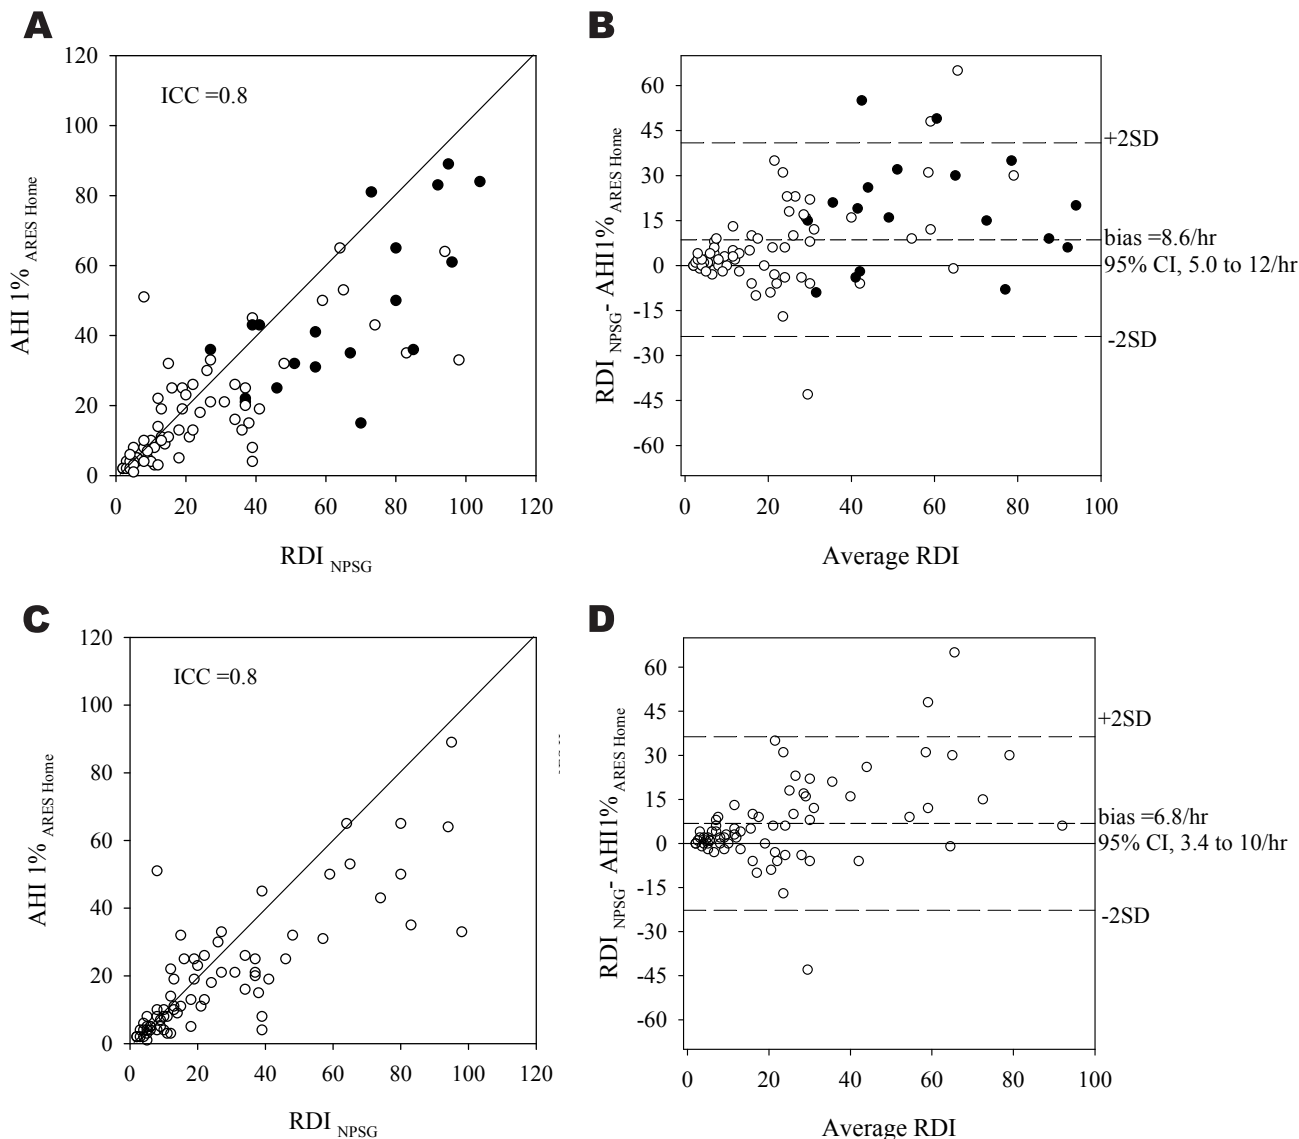 A
120
100
80
60
40
20
0
ICC =0.8
AHI 1% ARES Home
0 20 40 60 80 100 120
RDI NPSG
B
60
45
30
15
0
-15
-30
-45
-60
RDI NPSG- AHI1% ARES Home
+2SD
bias =8.6/hr
95% CI, 5.0 to 12/hr
-2SD
0 20 40 60 80 100
Average RDI
C
120
100
80
60
40
20
0
ICC =0.8
AHI 1% ARES Home
0 20 40 60 80 100 120
RDI NPSG
D
60
45
30
15
0
-15
-30
-45
-60
RDI NPSG- AHI1% ARES Home
+2SD
bias =6.8/hr
95% CI, 3.4 to 10/hr
-2SD
0 20 40 60 80 100
Average RDI